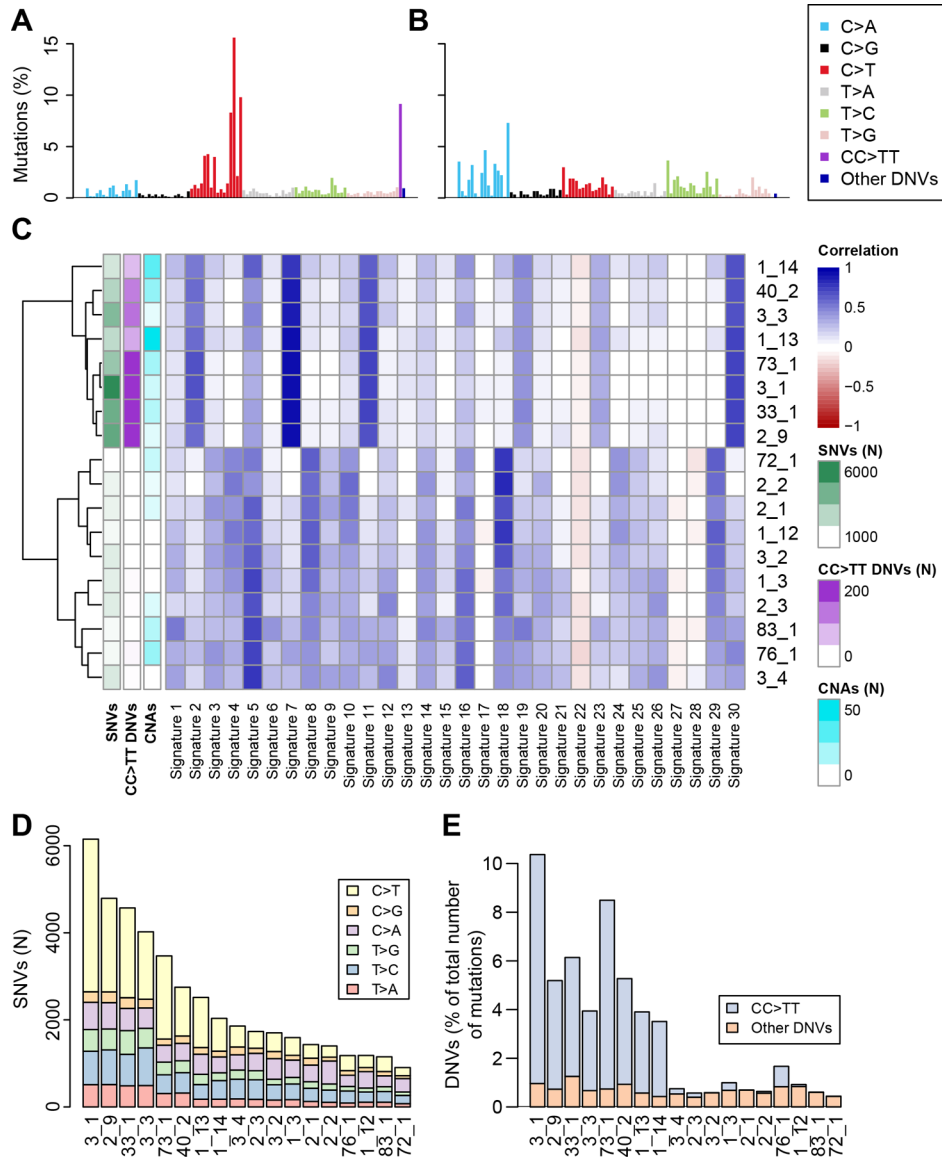 A
B
Mutations (%)
15
10
5
0
C>A
C>G
C>T
T>A
T>C
T>G
CC>TT
Other DNVs
C
1_14
40_2
3_3
1_13
73_1
3_1
33_1
2_9
72_1
2_2
2_1
1_12
3_2
1_3
2_3
83_1
76_1
3_4
SNVs
CC>TT DNVs
CNAs
Signature 1
Signature 2
Signature 3
Signature 4
Signature 5
Signature 6
Signature 7
Signature 8
Signature 9
Signature 10
Signature 11
Signature 12
Signature 13
Signature 14
Signature 15
Signature 16
Signature 17
Signature 18
Signature 19
Signature 20
Signature 21
Signature 22
Signature 23
Signature 24
Signature 25
Signature 26
Signature 27
Signature 28
Signature 29
Signature 30
Correlation
1
0.5
0
−0.5
−1
SNVs (N)
6000
1000
CC>TT DNVs (N)
200
0
CNAs (N)
50
0
D
SNVs (N)
6000
4000
2000
0
C>T
C>G
C>A
T>G
T>C
T>A
3_1
2_9
33_1
3_3
73_1
40_2
1_13
1_14
3_4
2_3
3_2
1_3
2_1
2_2
76_1
1_12
83_1
72_1
E
DNVs (% of total number
of mutations)
10
8
6
4
2
0
CC>TT
Other DNVs
3_1
2_9
33_1
3_3
73_1
40_2
1_13
1_14
3_4
2_3
3_2
1_3
2_1
2_2
76_1
1_12
83_1
72_1